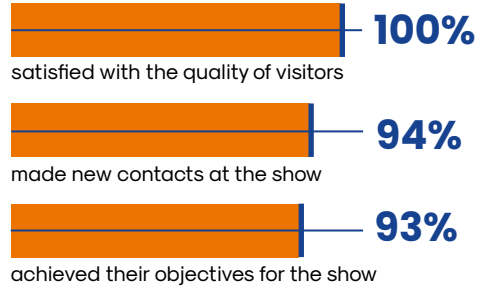 100%
satisfied with the quality of visitors
94%
made new contacts at the show
93%
achieved their objectives for the show